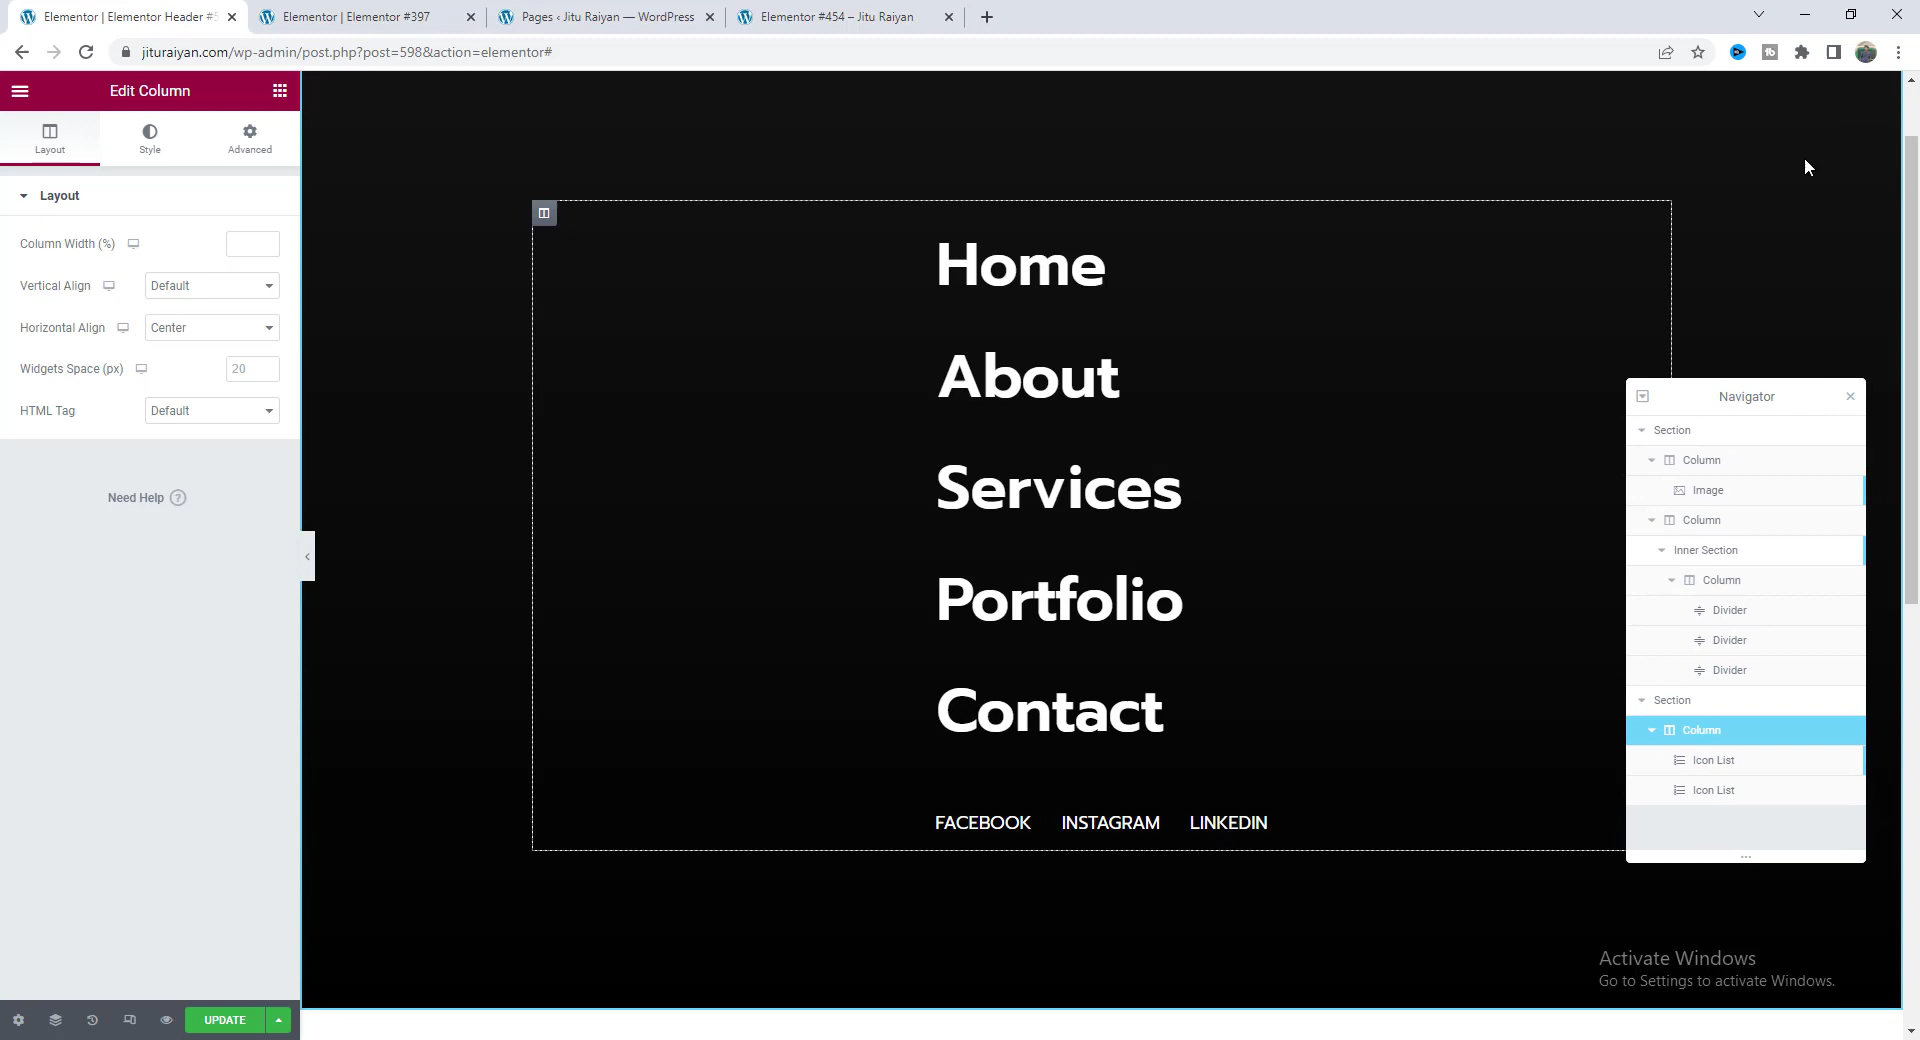 Elementor | Elementor Header #5
Elementor | Elementor #397
Pages ‹ Jitu Raiyan — WordPress
Elementor #454 – Jitu Raiyan
jituraiyan.com/wp-admin/post.php?post=598&action=elementor#
Edit Column
Layout
Style
Advanced
Layout
Column Width (%)
Vertical Align
Default
Horizontal Align
Center
Widgets Space (px)
20
HTML Tag
Default
Need Help ?
UPDATE
Home
About
Services
Portfolio
Contact
FACEBOOK INSTAGRAM LINKEDIN
Navigator
Section
Column
Image
Column
Inner Section
Column
Divider
Divider
Divider
Section
Column
Icon List
Icon List
Activate Windows
Go to Settings to activate Windows.